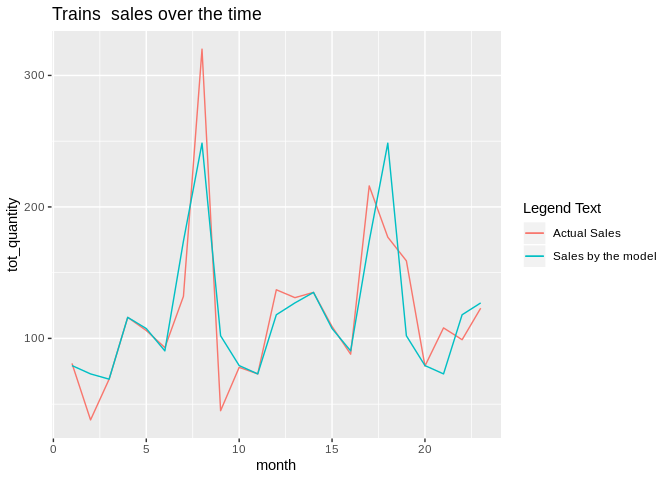 Trains  sales over the time
300
200
100
tot_quantity
0
5
10
15
20
month
Legend Text
Actual Sales
Sales by the model